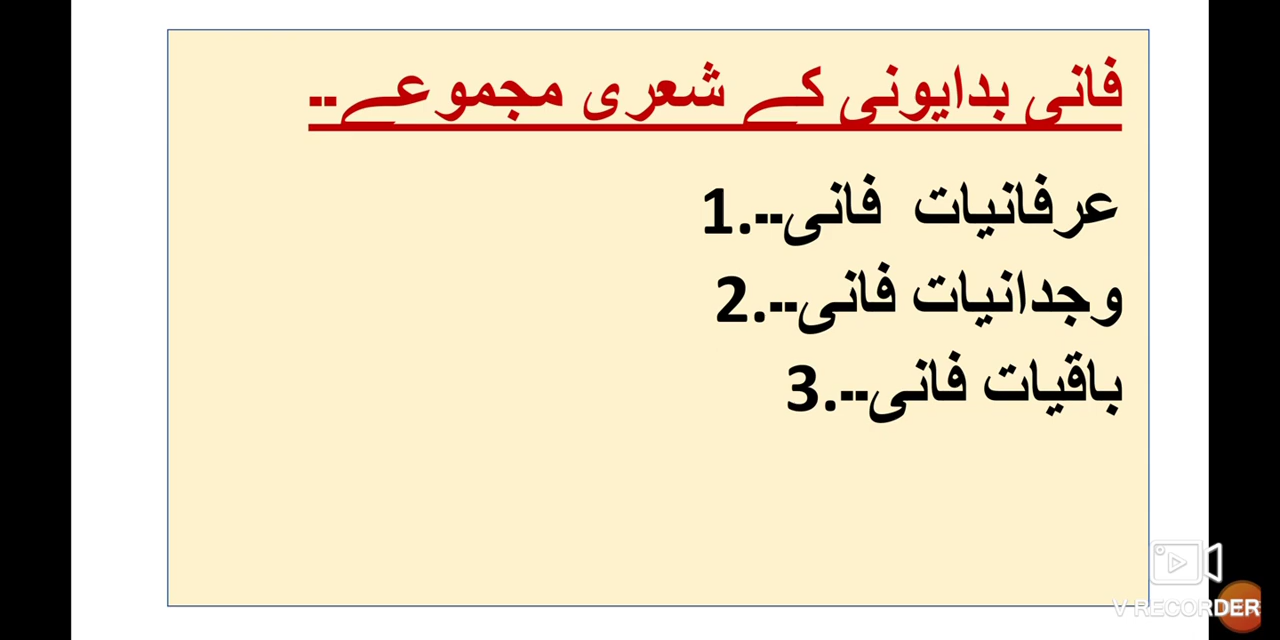 فانی بدایونی کے شعری مجموعے--
عرفانیات فانی--.1
وجدانیات فانی--.2
باقیات فانی--.3
V RECORDER